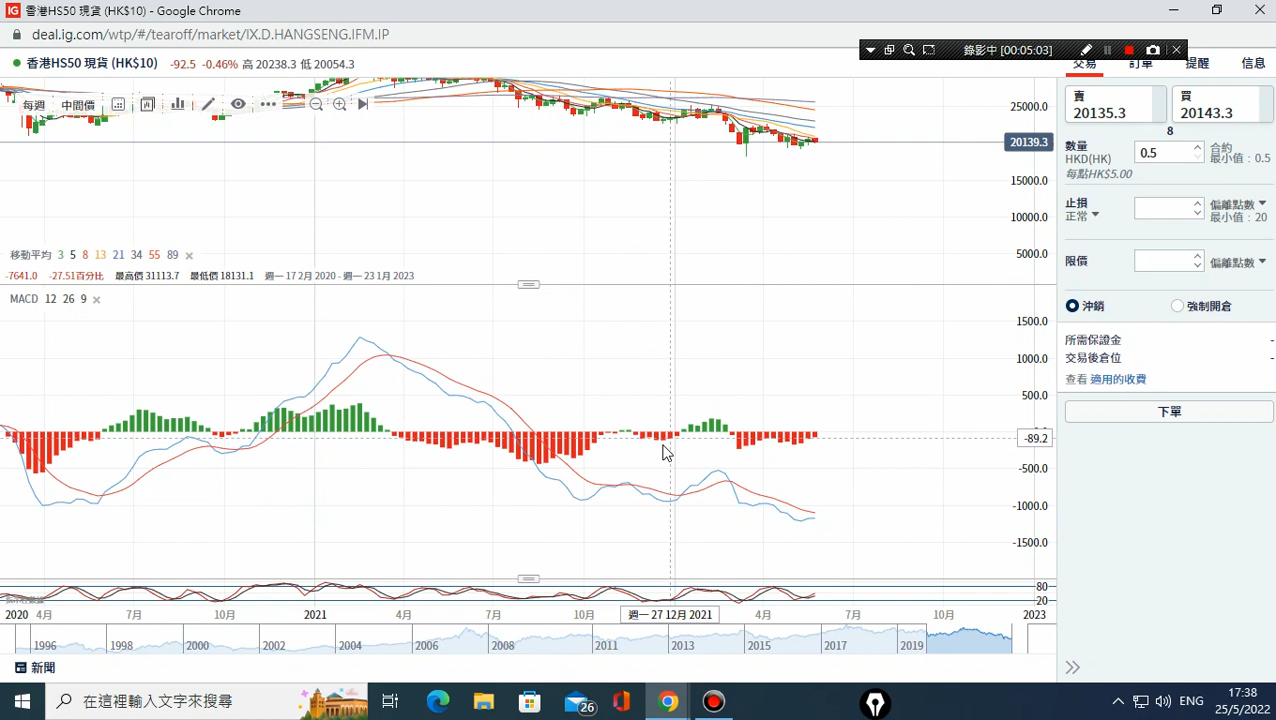 IG 香港HS50 現貨 (HK$10) - Google Chrome
deal.ig.com/wtp/#/tearoff/market/IX.D.HANGSENG.IFM.IP
錄影中 [00:05:03]
香港HS50 現貨 (HK$10) -92.5 -0.46% 高 20238.3 低 20054.3
交易 訂單 提醒 信息
每週 中間價
25000.0
20139.3
15000.0
10000.0
5000.0
移動平均 3 5 8 13 21 34 55 89
-7641.0 -27.51百分比 最高價 31113.7 最低價 18131.1 週一 17 2月 2020 - 週一 23 1月 2023
MACD 12 26 9
1500.0
1000.0
500.0
-89.2
-500.0
-1000.0
-1500.0
80
20
2020 4月 7月 10月 2021 4月 7月 10月 週一 27 12月 2021 4月 7月 10月 2023
1996 1998 2000 2002 2004 2006 2008 2011 2013 2015 2017 2019
新聞
賣
20135.3
買
20143.3
8
數量
HKD(HK)
0.5
合約
最小值 : 0.5
每點HK$5.00
止損
正常
偏離點數
最小值 : 20
限價
偏離點數
沖銷
強制開倉
所需保證金 -
交易後倉位 -
查看 適用的收費
下單
在這裡輸入文字來搜尋
26
ENG
17:38
25/5/2022